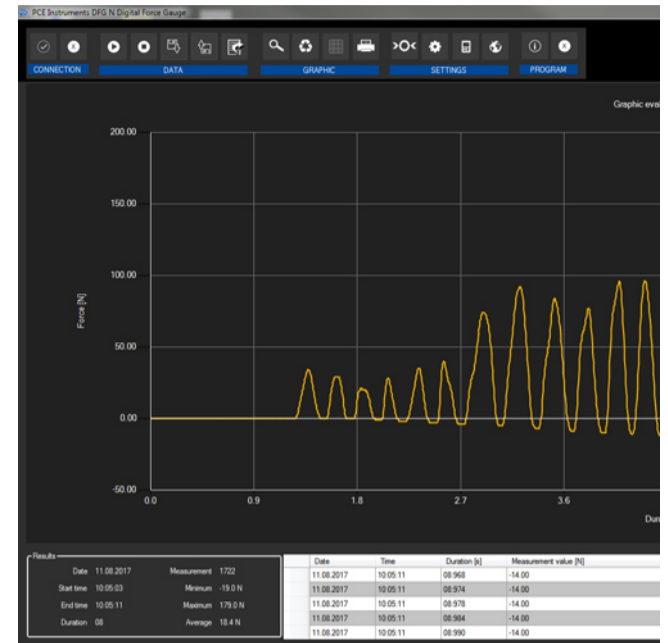 PCE Instruments DFG N Digital Force Gauge
CONNECTION DATA GRAPHIC SETTINGS PROGRAM
Graphic eval
200.00
150.00
100.00
Force [N]
50.00
0.00
-50.00
0.0 0.9 1.8 2.7 3.6
Dur
Results
Date 11.08.2017 Measurement 1722
Start time 10:05:03 Minimum -19.0 N
End time 10:05:11 Maximum 179.0 N
Duration 08 Average 18.4 N
Date Time Duration [s] Measurement value [N]
11.08.2017 10:05:11 08:968 -14.00
11.08.2017 10:05:11 08:974 -14.00
11.08.2017 10:05:11 08:978 -14.00
11.08.2017 10:05:11 08:984 -14.00
11.08.2017 10:05:11 08:990 -14.00